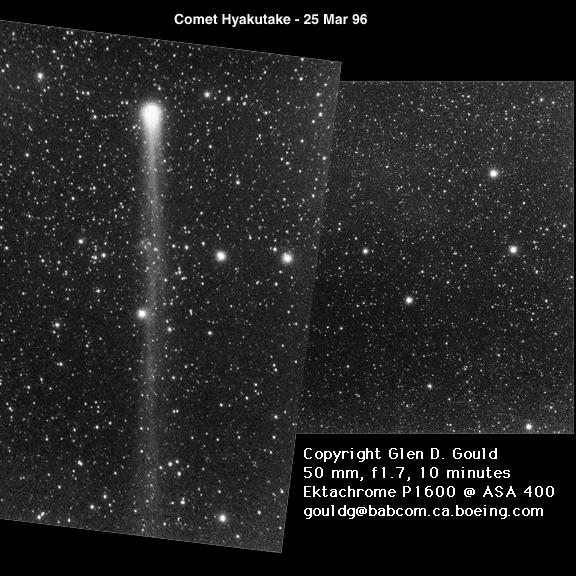 Comet Hyakutake - 25 Mar 96
Copyright Glen D. Gould
50 mm, f1.7, 10 minutes
Ektachrome P1600 @ ASA 400
gouldg@babcom.ca.boeing.com